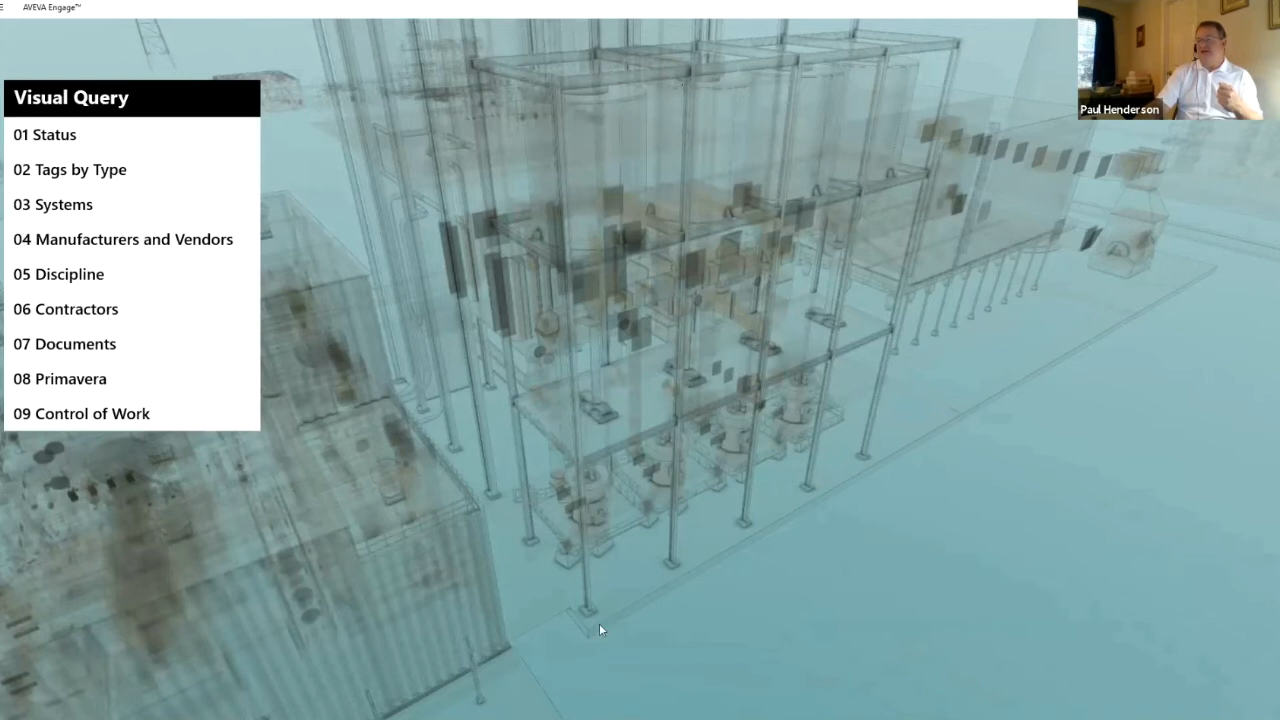 AVEVA Engage™
Paul Henderson
Visual Query
01 Status
02 Tags by Type
03 Systems
04 Manufacturers and Vendors
05 Discipline
06 Contractors
07 Documents
08 Primavera
09 Control of Work